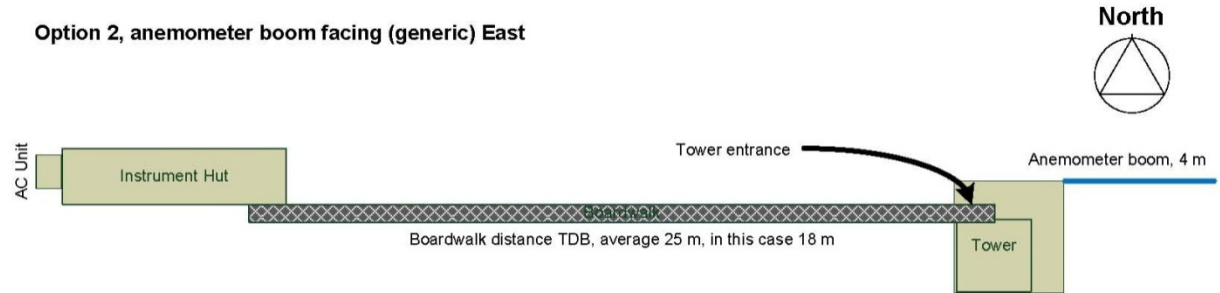 Option 2, anemometer boom facing (generic) East
North
Tower entrance
Anemometer boom, 4 m
AC Unit
Instrument Hut
Boardwalk
Boardwalk distance TDB, average 25 m, in this case 18 m
Tower